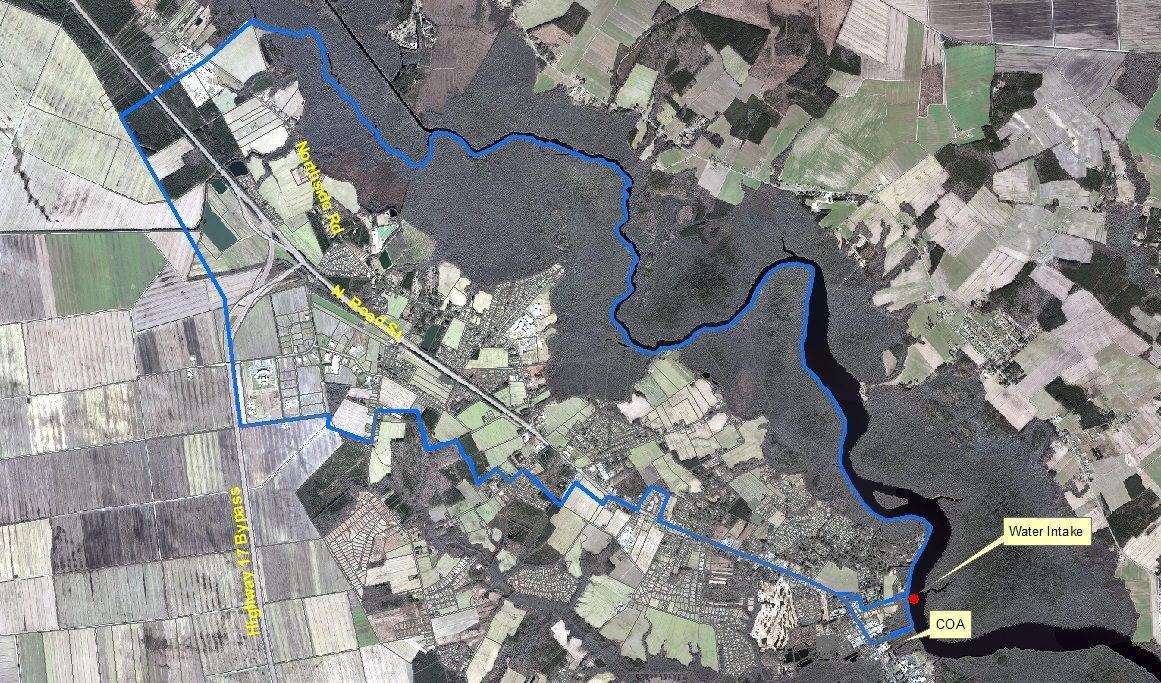 Northside Rd
N. Road St
Highway 17 Bypass
Water Intake
COA